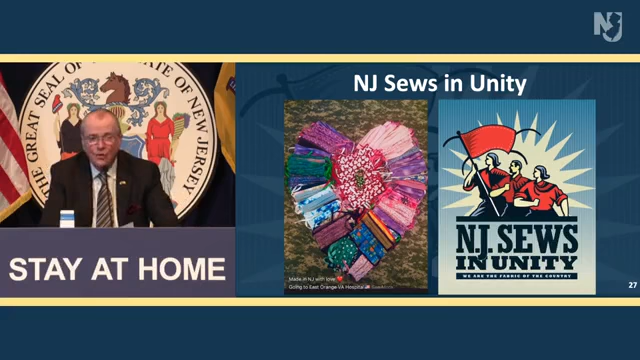 NJ
NJ Sews in Unity
THE GREAT SEAL OF THE STATE OF NEW JERSEY
STAY AT HOME
Made in NJ with love ❤️
Going to East Orange VA Hospital
N.J. SEWS
IN UNITY
WE ARE THE FABRIC OF THE COUNTRY
27